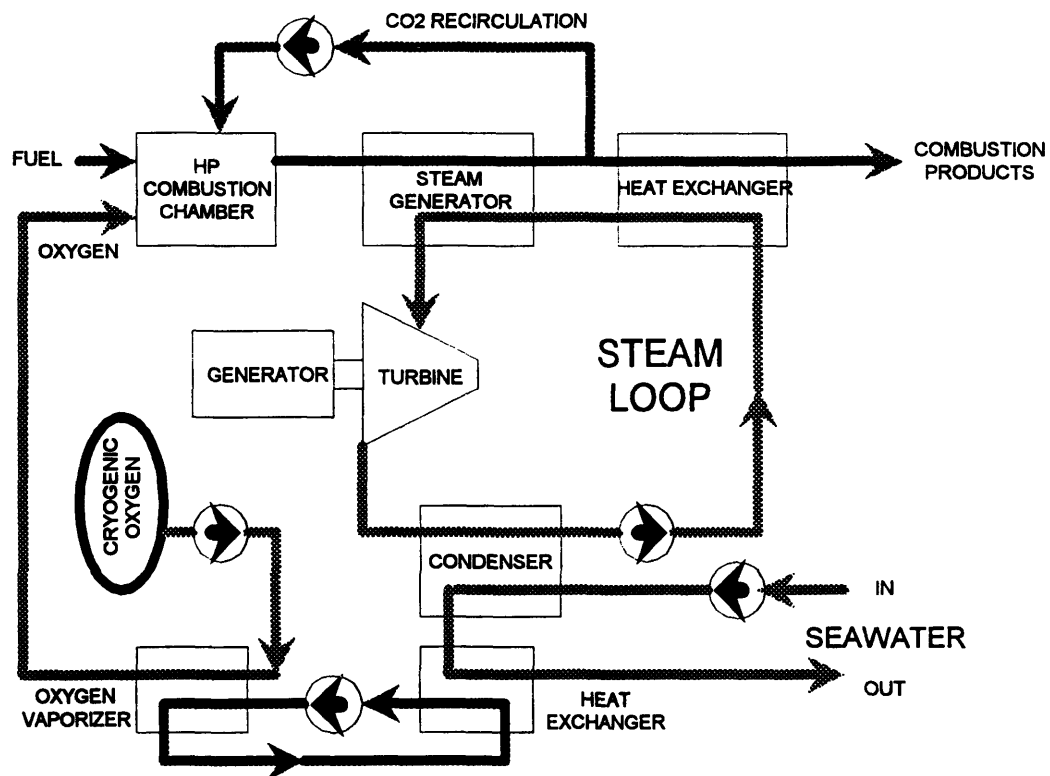 CO2 RECIRCULATION
FUEL
HP
COMBUSTION
CHAMBER
STEAM
GENERATOR
HEAT EXCHANGER
COMBUSTION
PRODUCTS
OXYGEN
GENERATOR
TURBINE
STEAM
LOOP
CRYOGENIC
OXYGEN
CONDENSER
IN
SEAWATER
OUT
OXYGEN
VAPORIZER
HEAT
EXCHANGER